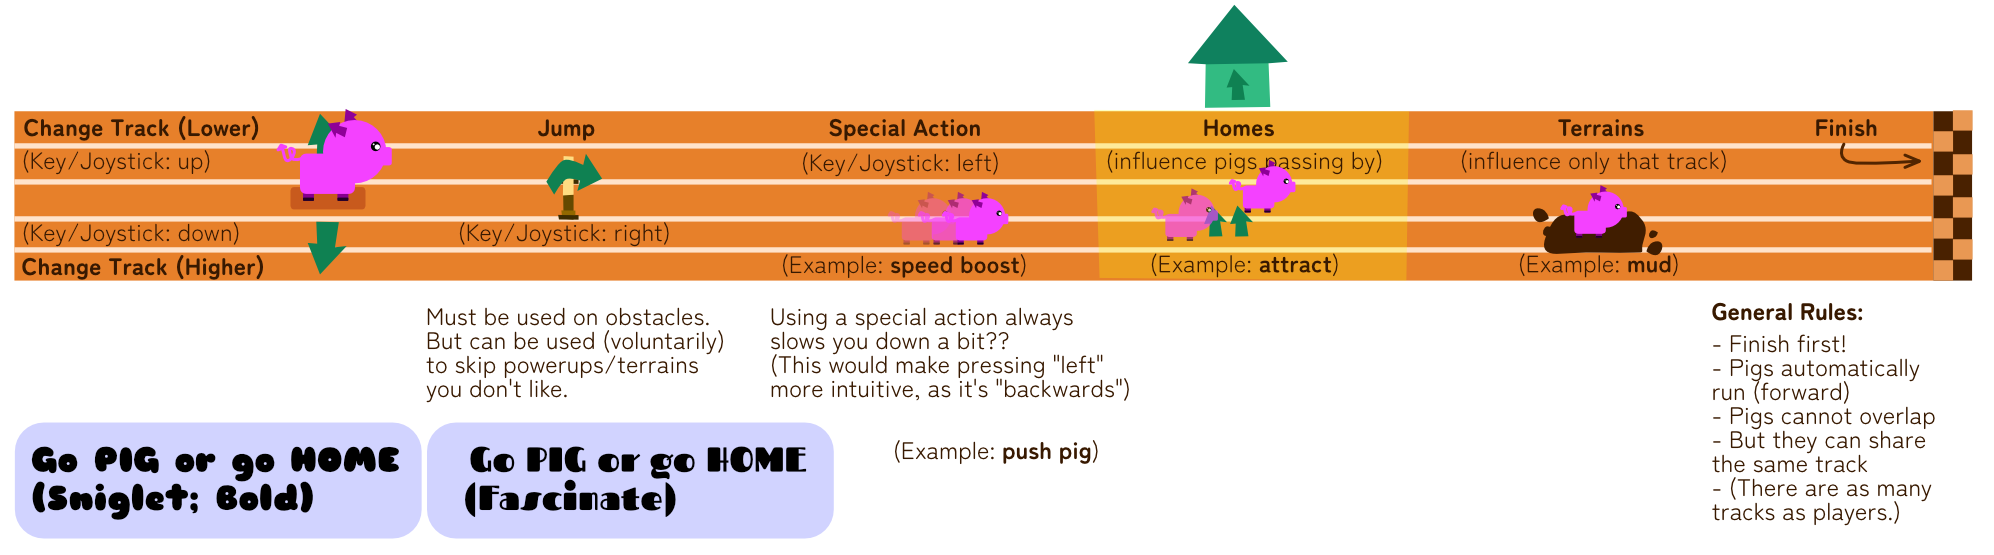 Change Track (Lower)
(Key/Joystick: up)
(Key/Joystick: down)
Change Track (Higher)
Jump
(Key/Joystick: right)
Must be used on obstacles.
But can be used (voluntarily)
to skip powerups/terrains
you don't like.
Special Action
(Key/Joystick: left)
(Example: speed boost)
Using a special action always
slows you down a bit??
(This would make pressing "left"
more intuitive, as it's "backwards")
(Example: push pig)
Homes
(influence pigs passing by)
(Example: attract)
Terrains
(influence only that track)
(Example: mud)
Finish
General Rules:
- Finish first!
- Pigs automatically
run (forward)
- Pigs cannot overlap
- But they can share
the same track
- (There are as many
tracks as players.)
Go PIG or go HOME
(Sniglet; Bold)
Go PIG or go HOME
(Fascinate)